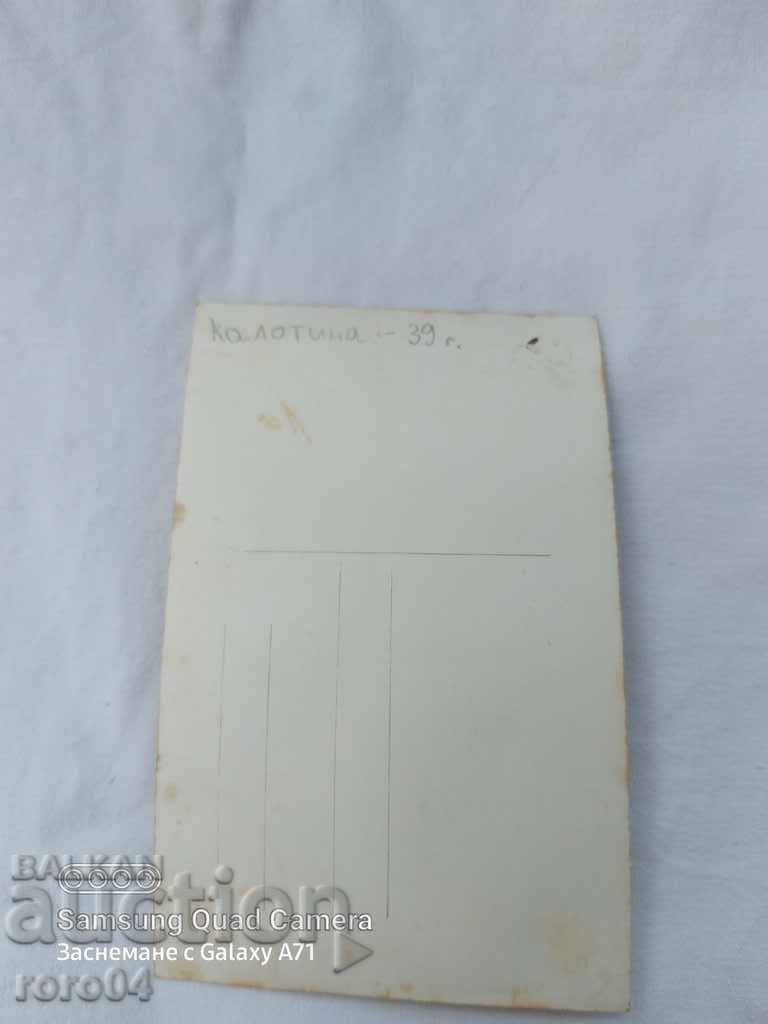 Калотина - 39 г.
BALKAN
auction
Samsung Quad Camera
Заснемане с Galaxy A71
roro04